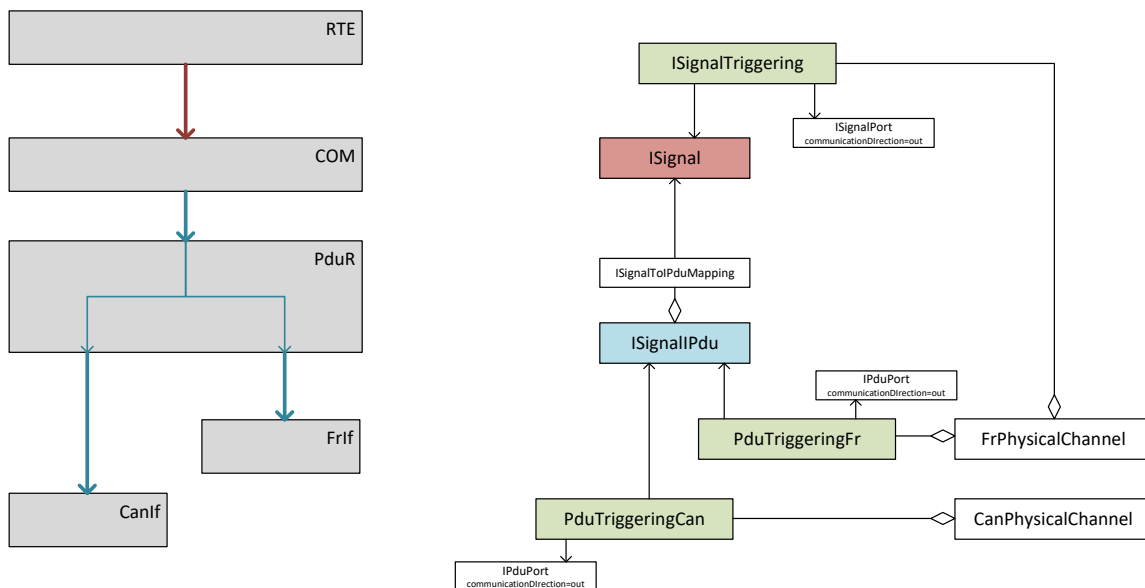 RTE
COM
PduR
FrIf
CanIf
ISignalTriggering
ISignalPort
communicationDIrection=out
ISignal
ISignalToIPduMapping
ISignalIPdu
IPduPort
communicationDIrection=out
PduTriggeringFr
FrPhysicalChannel
PduTriggeringCan
CanPhysicalChannel
IPduPort
communicationDIrection=out